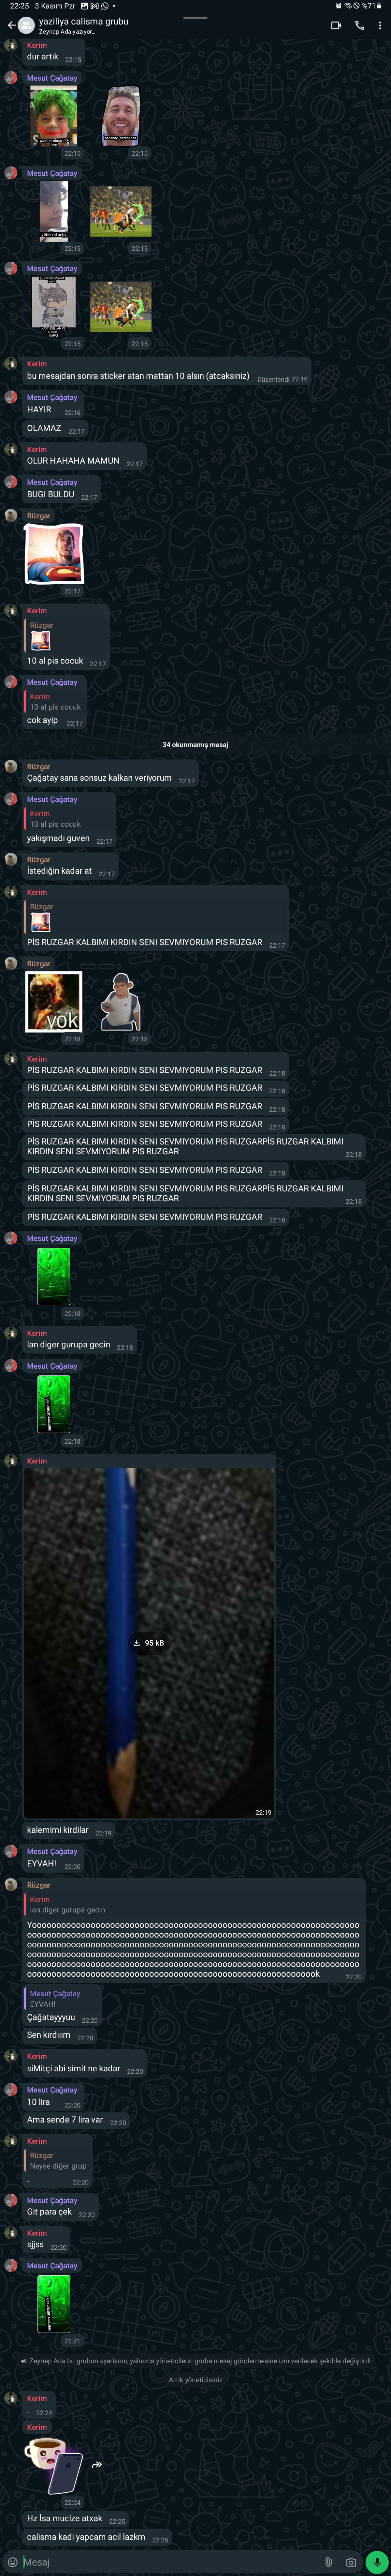 22:25 3 Kasım Pzr
%71
yaziliya calisma grubu
Zeynep Ada yazıyor...
Kerim
dur artık 22:15
Mesut Çağatay
22:15
22:15
Mesut Çağatay
yeter mi artık
22:15
22:15
Mesut Çağatay
22:15
22:15
Kerim
bu mesajdan sonra sticker atan mattan 10 alsın (atcaksiniz) Düzenlendi 22:16
Mesut Çağatay
HAYIR 22:16
OLAMAZ 22:17
Kerim
OLUR HAHAHA MAMUN 22:17
Mesut Çağatay
BUGI BULDU 22:17
Rüzgar
22:17
Kerim
Rüzgar
10 al pis cocuk 22:17
Mesut Çağatay
Kerim
10 al pis cocuk
cok ayip 22:17
34 okunmamış mesaj
Rüzgar
Çağatay sana sonsuz kalkan veriyorum 22:17
Mesut Çağatay
Kerim
10 al pis cocuk
yakışmadı guven 22:17
Rüzgar
İstediğin kadar at 22:17
Kerim
Rüzgar
PİS RUZGAR KALBIMI KIRDIN SENI SEVMIYORUM PIS RUZGAR 22:17
Rüzgar
yok
22:18
22:18
Kerim
PİS RUZGAR KALBIMI KIRDIN SENI SEVMIYORUM PIS RUZGAR 22:18
PİS RUZGAR KALBIMI KIRDIN SENI SEVMIYORUM PIS RUZGAR 22:18
PİS RUZGAR KALBIMI KIRDIN SENI SEVMIYORUM PIS RUZGAR 22:18
PİS RUZGAR KALBIMI KIRDIN SENI SEVMIYORUM PIS RUZGAR 22:18
PİS RUZGAR KALBIMI KIRDIN SENI SEVMIYORUM PIS RUZGARPİS RUZGAR KALBIMI
KIRDIN SENI SEVMIYORUM PIS RUZGAR 22:18
PİS RUZGAR KALBIMI KIRDIN SENI SEVMIYORUM PIS RUZGAR 22:18
PİS RUZGAR KALBIMI KIRDIN SENI SEVMIYORUM PIS RUZGARPİS RUZGAR KALBIMI
KIRDIN SENI SEVMIYORUM PIS RUZGAR 22:18
PİS RUZGAR KALBIMI KIRDIN SENI SEVMIYORUM PIS RUZGAR 22:18
Mesut Çağatay
22:18
Kerim
lan diger gurupa gecin 22:18
Mesut Çağatay
22:18
Kerim
95 kB
22:19
kalemimi kirdilar 22:19
Mesut Çağatay
EYVAH! 22:20
Rüzgar
Kerim
lan diger gurupa gecin
Yoooooooooooooooooooooooooooooooooooooooooooooooooooooooooooooooooo
oooooooooooooooooooooooooooooooooooooooooooooooooooooooooooooooooooo
oooooooooooooooooooooooooooooooooooooooooooooooooooooooooooooooooooo
oooooooooooooooooooooooooooooooooooooooooooooooooooooooooooooooooooo
oooooooooooooooooooooooooooooooooooooooooooooooooooooooooooooooooooo
ooooooooooooooooooooooooooooooooooooooooooooooooooooooooooook 22:20
Mesut Çağatay
EYVAH!
Çağatayyyuu 22:20
Sen kırdıım 22:20
Kerim
siMitçi abi simit ne kadar 22:20
Mesut Çağatay
10 lira 22:20
Ama sende 7 lira var 22:20
Kerim
Rüzgar
Neyse diğer grup
. 22:20
Mesut Çağatay
Git para çek 22:20
Kerim
sjjss 22:20
Mesut Çağatay
22:21
Zeynep Ada bu grubun ayarlarını, yalnızca yöneticilerin gruba mesaj göndermesine izin verilecek şekilde değiştirdi
Artık yöneticisiniz
Kerim
. 22:24
Kerim
22:24
Hz İsa mucize atxak 22:25
calisma kadi yapcam acil lazkm 22:25
Mesaj